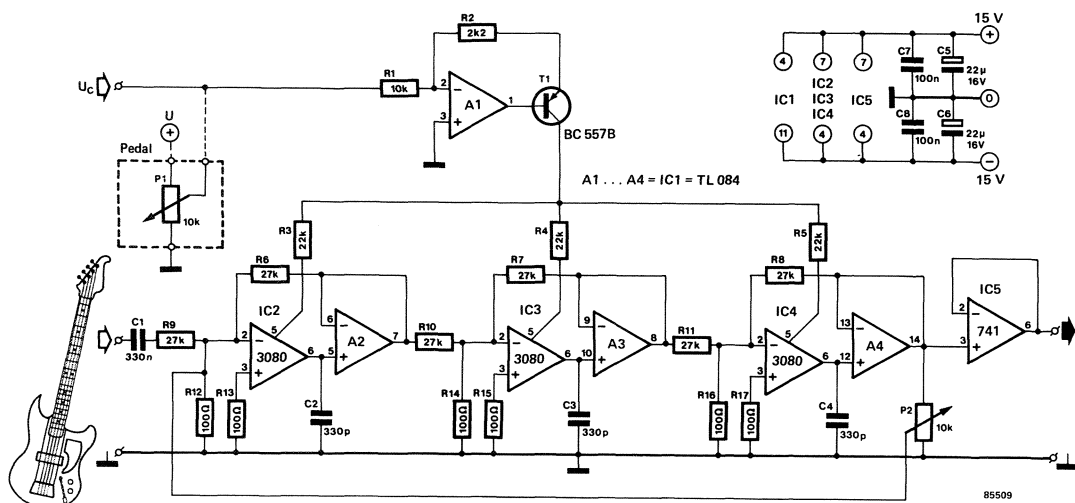 R2
2k2
15 V
+
C7
C5
Uc
R1
10k
2
−
A1
1
3
+
T1
BC 557B
4
7
7
100n
22µ
16V
U
+
IC1
IC2
IC3
IC4
IC5
0
C8
C6
100n
22µ
16V
11
4
4
−
15 V
Pedal
P1
10k
A1 . . . A4 = IC1 = TL 084
R3
22k
R4
22k
R5
22k
R6
27k
R7
27k
R8
27k
IC2
IC3
IC4
IC5
C1
330n
R9
27k
2
−
5
3080
3
+
6
6
−
A2
5
+
7
R10
27k
2
−
5
3080
3
+
6
9
−
A3
10
+
8
R11
27k
2
−
5
3080
3
+
6
13
−
A4
12
+
14
2
−
741
3
+
6
R12
100Ω
R13
100Ω
C2
330p
R14
100Ω
R15
100Ω
C3
330p
R16
100Ω
R17
100Ω
C4
330p
P2
10k
85509